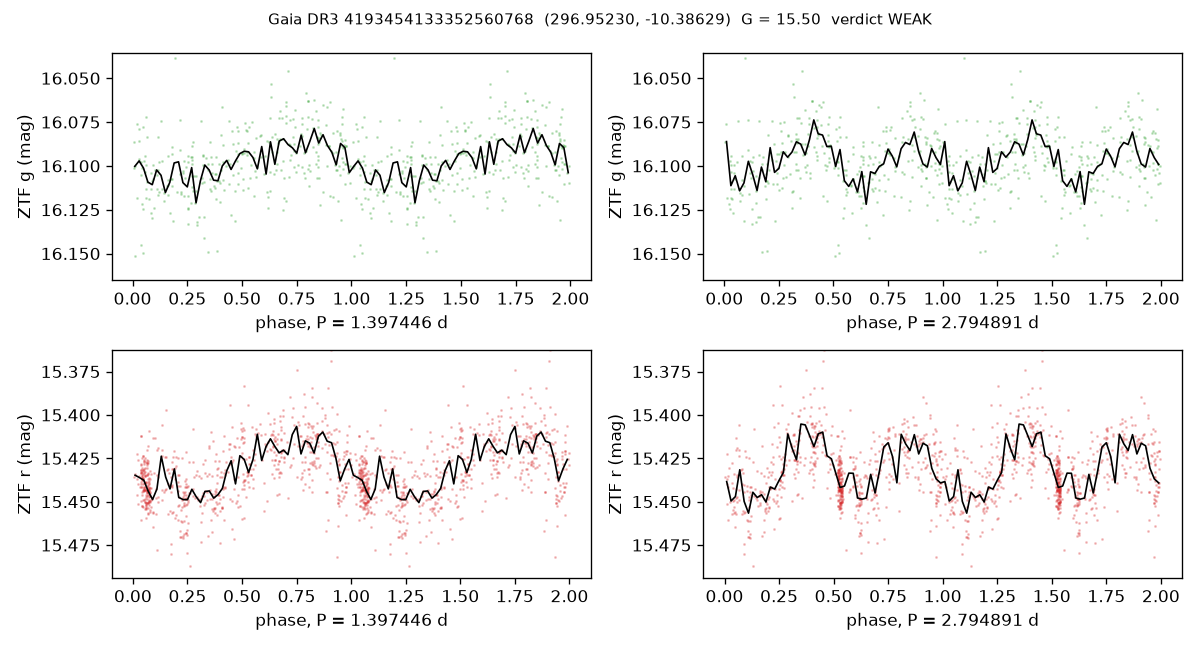 Gaia DR3 4193454133352560768 (296.95230, -10.38629) G = 15.50 verdict WEAK
ZTF g (mag)
16.050
16.075
16.100
16.125
16.150
0.00 0.25 0.50 0.75 1.00 1.25 1.50 1.75 2.00
phase, P = 1.397446 d
ZTF g (mag)
16.050
16.075
16.100
16.125
16.150
0.00 0.25 0.50 0.75 1.00 1.25 1.50 1.75 2.00
phase, P = 2.794891 d
ZTF r (mag)
15.375
15.400
15.425
15.450
15.475
0.00 0.25 0.50 0.75 1.00 1.25 1.50 1.75 2.00
phase, P = 1.397446 d
ZTF r (mag)
15.375
15.400
15.425
15.450
15.475
0.00 0.25 0.50 0.75 1.00 1.25 1.50 1.75 2.00
phase, P = 2.794891 d